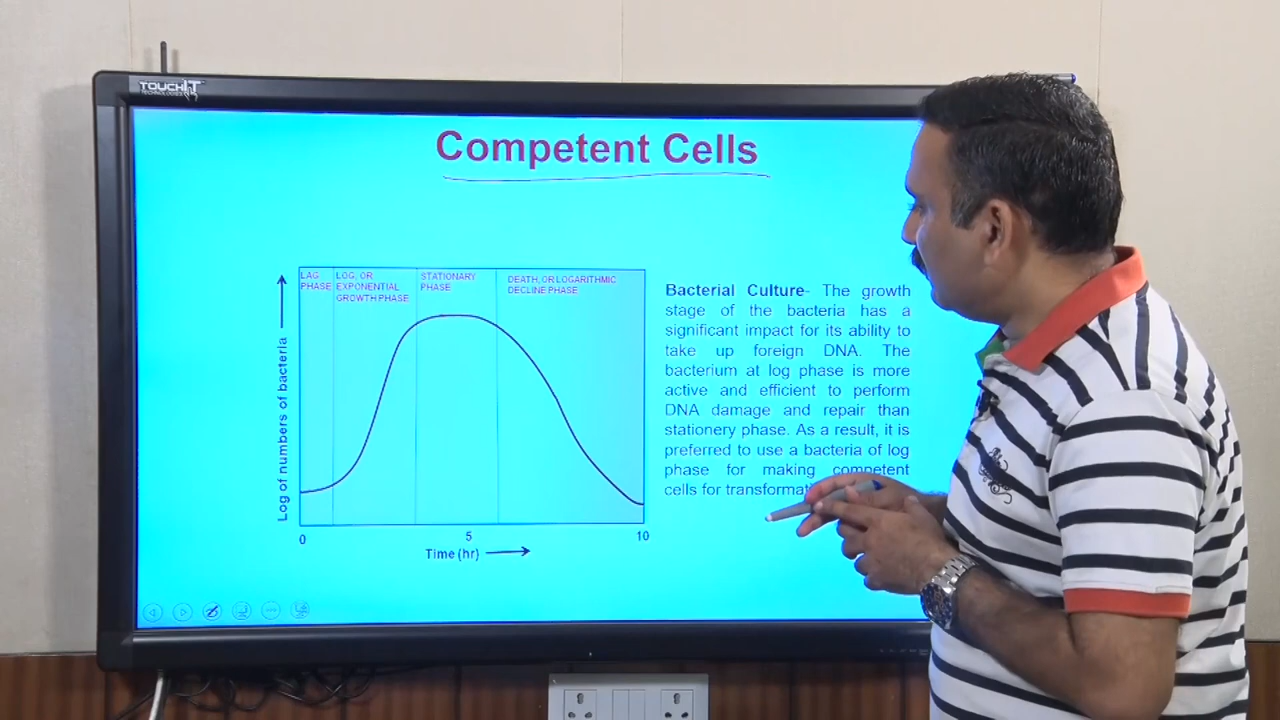 TOUCHIT
TECHNOLOGIES
Competent Cells
LAG
PHASE
LOG, OR
EXPONENTIAL
GROWTH PHASE
STATIONARY
PHASE
DEATH, OR LOGARITHMIC
DECLINE PHASE
Log of numbers of bacteria
0
5
10
Time (hr)
Bacterial Culture- The growth
stage of the bacteria has a
significant impact for its ability to
take up foreign DNA. The
bacterium at log phase is more
active and efficient to perform
DNA damage and repair than
stationery phase. As a result, it is
preferred to use a bacteria of log
phase for making competent
cells for transformati